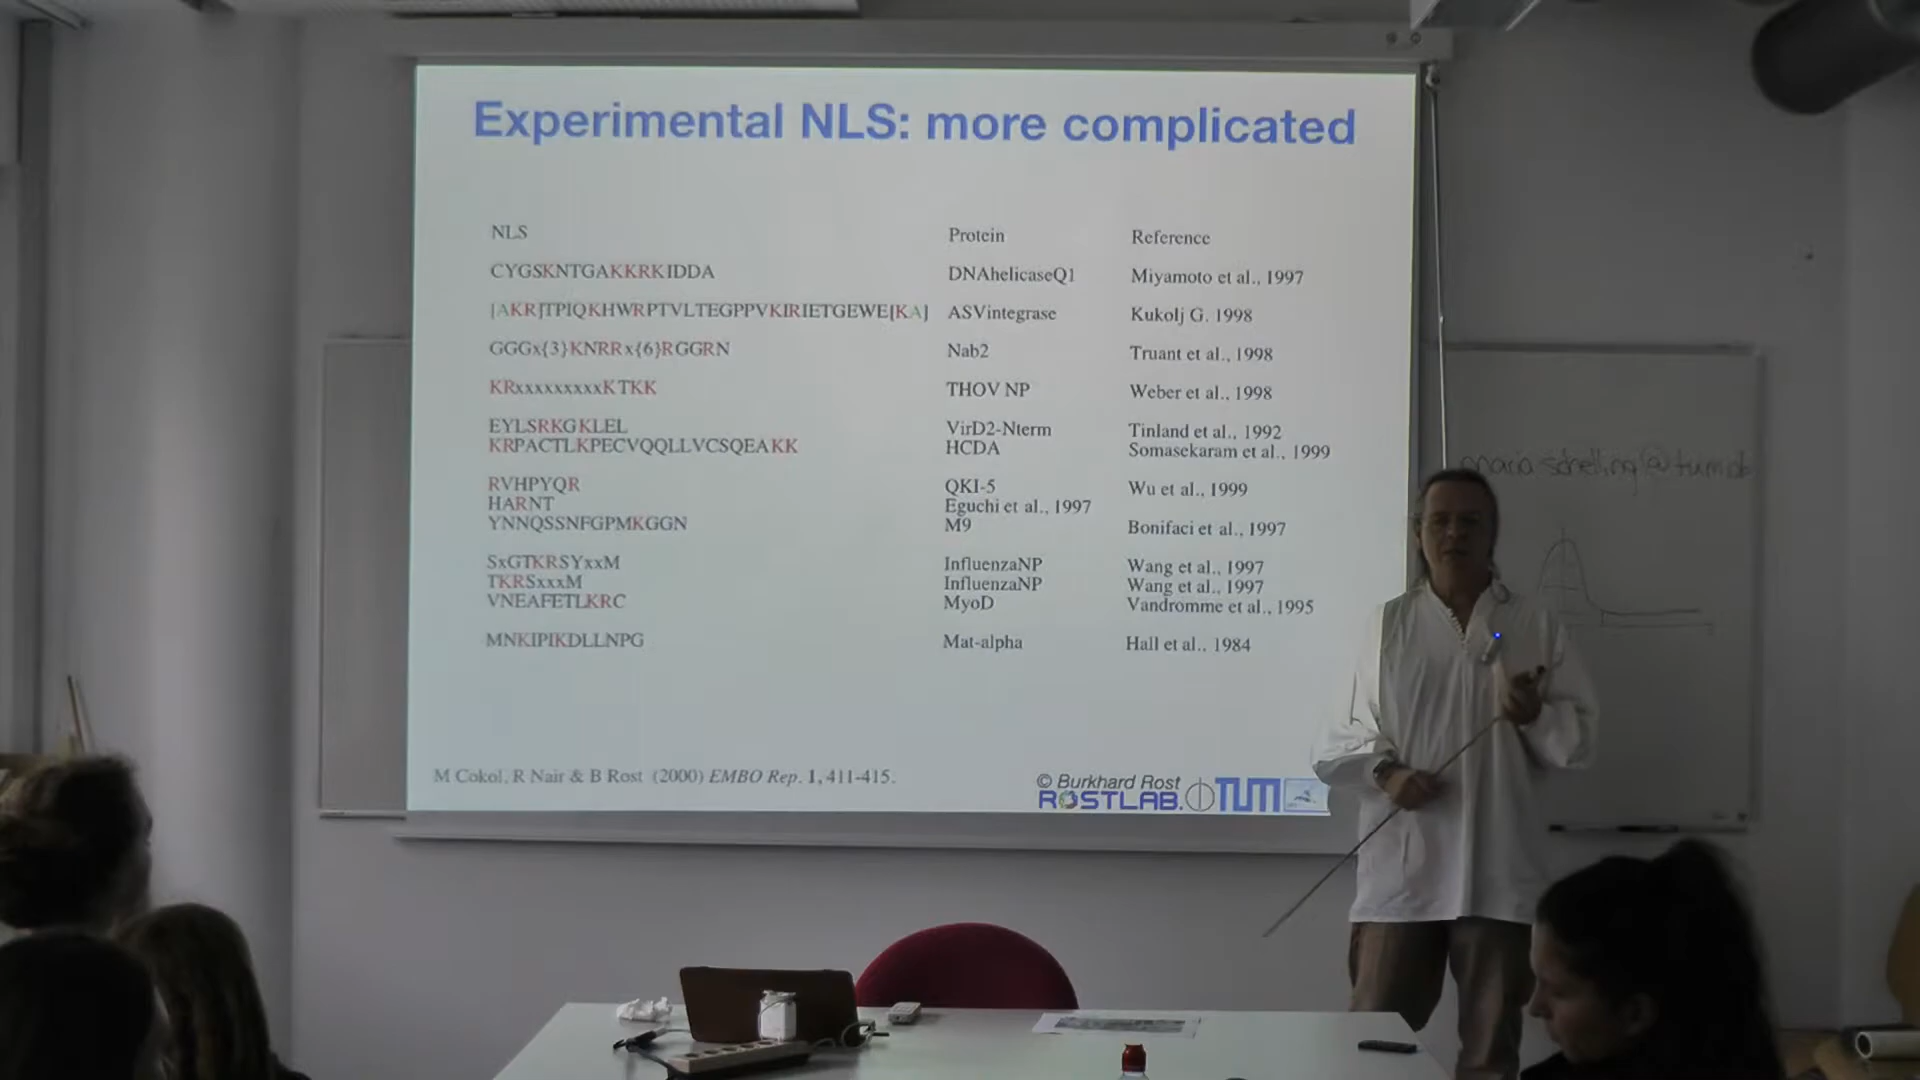 Experimental NLS: more complicated
NLS Protein Reference
CYGSKNTGAKKRKIDDA DNAhelicaseQ1 Miyamoto et al., 1997
[AKR]TPIQKHWRPTVLTEGPPVKIRIETGEWE[KA] ASVintegrase Kukolj G. 1998
GGGx{3}KNRRx{6}RGGRN Nab2 Truant et al., 1998
KRxxxxxxxxxKTKK THOV NP Weber et al., 1998
EYLSRKGKLEL VirD2-Nterm Tinland et al., 1992
KRPACTLKPECVQQLLVCSQEAKK HCDA Somasekaram et al., 1999
RVHPYQR QKI-5 Wu et al., 1999
HARNT Eguchi et al., 1997
YNNQSSNFGPMKGGN M9 Bonifaci et al., 1997
SxGTKRSYxxM InfluenzaNP Wang et al., 1997
TKRSxxxM InfluenzaNP Wang et al., 1997
VNEAFETLKRC MyoD Vandromme et al., 1995
MNKIPIKDLLNPG Mat-alpha Hall et al., 1984
M Cokol, R Nair & B Rost (2000) EMBO Rep. 1, 411-415.
© Burkhard Rost
ROSTLAB. TUM